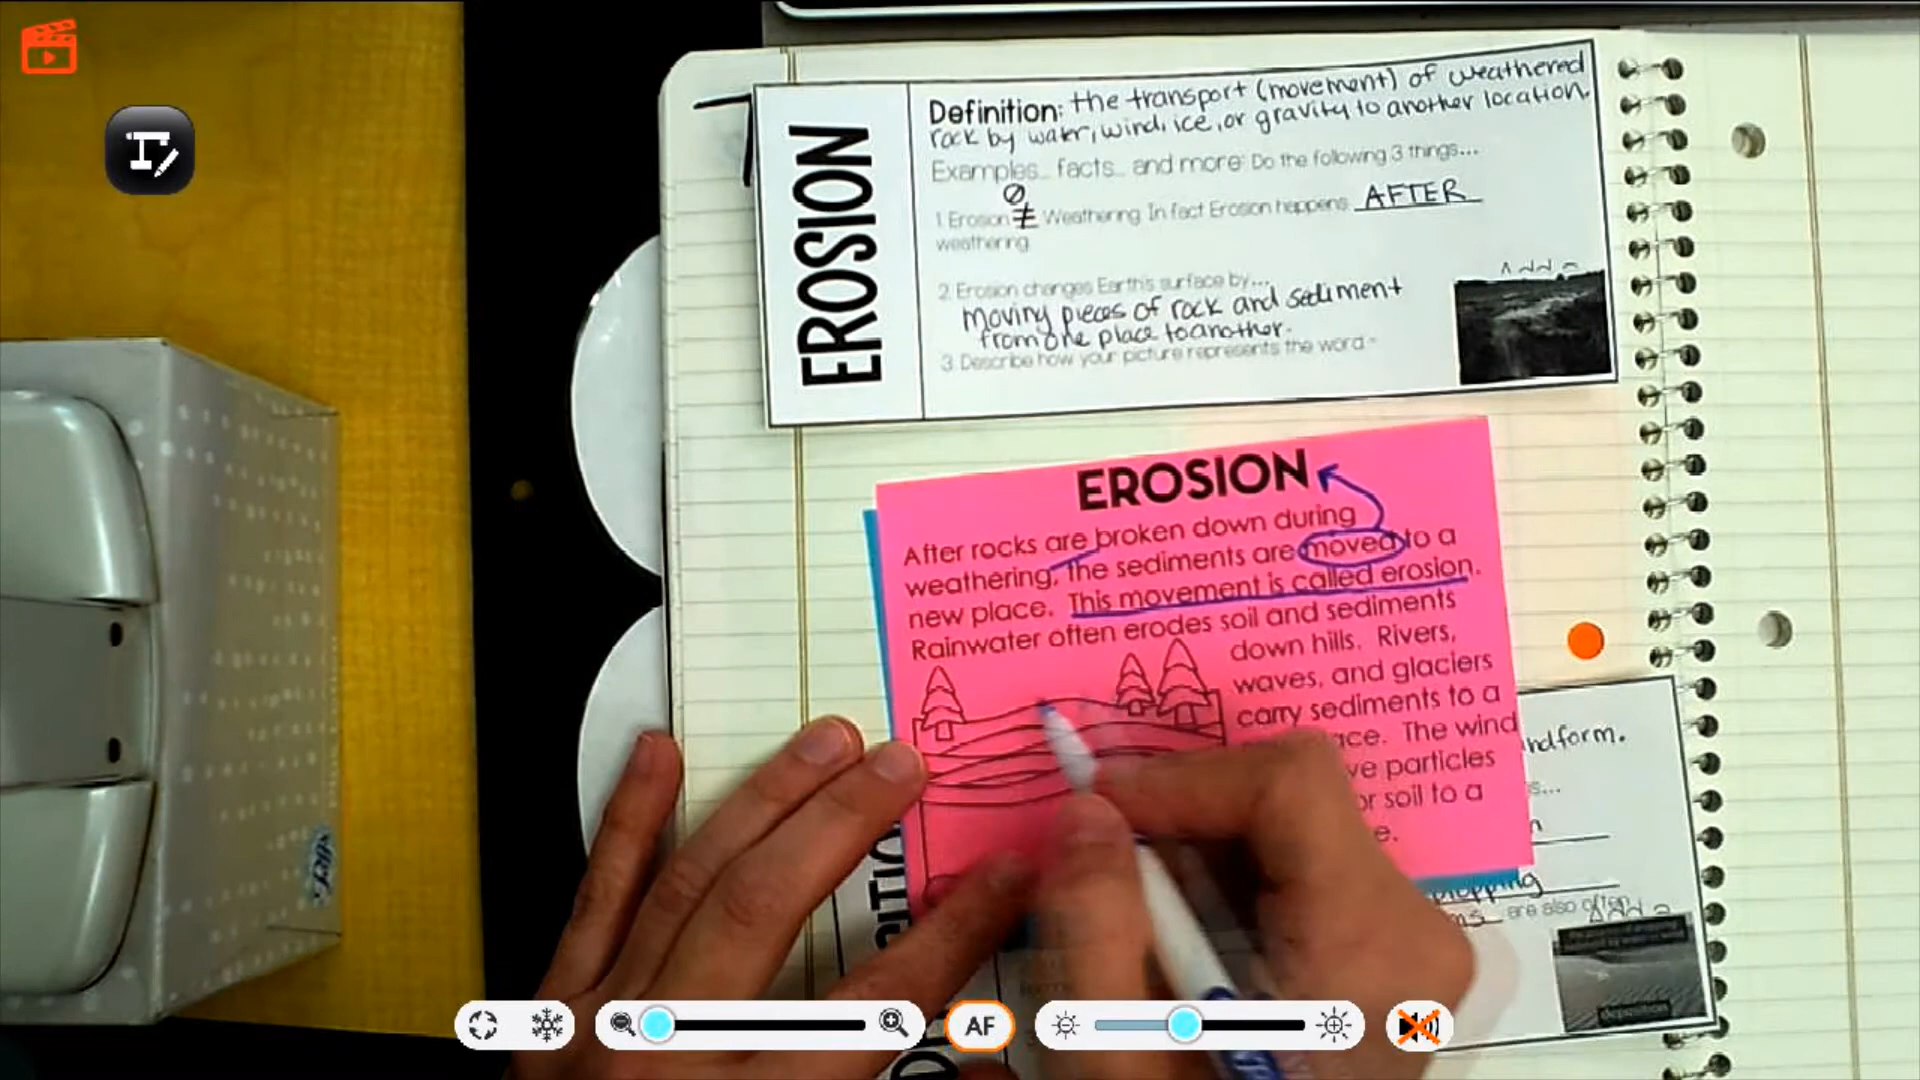 EROSION
Definition: the transport (movement) of weathered
rock by water, wind, ice, or gravity to another location.
Examples... facts... and more: Do the following 3 things...
1. Erosion ≠ Weathering. In fact Erosion happens AFTER
weathering.
2. Erosion changes Earth's surface by...
moving pieces of rock and sediment
from one place to another.
3. Describe how your picture represents the word -
EROSION
After rocks are broken down during
weathering, the sediments are moved to a
new place. This movement is called erosion.
Rainwater often erodes soil and sediments
down hills. Rivers,
waves, and glaciers
carry sediments to a
The wind
particles
or soil to a
are also often
deposition
AF